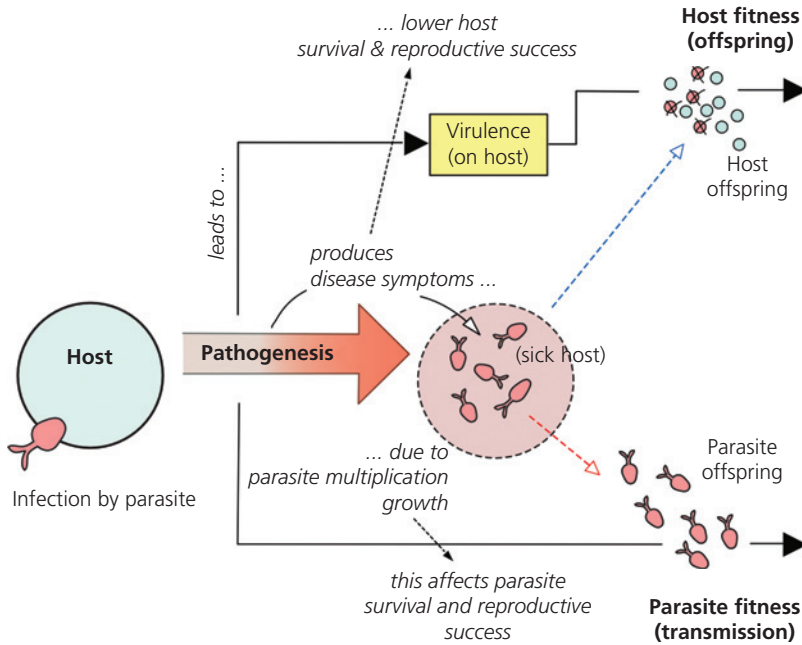 ... lower host
survival & reproductive success
Host fitness
(offspring)
Virulence
(on host)
Host
offspring
leads to ...
produces
disease symptoms ...
Host
Pathogenesis
(sick host)
Infection by parasite
... due to
parasite multiplication
growth
Parasite
offspring
this affects parasite
survival and reproductive
success
Parasite fitness
(transmission)